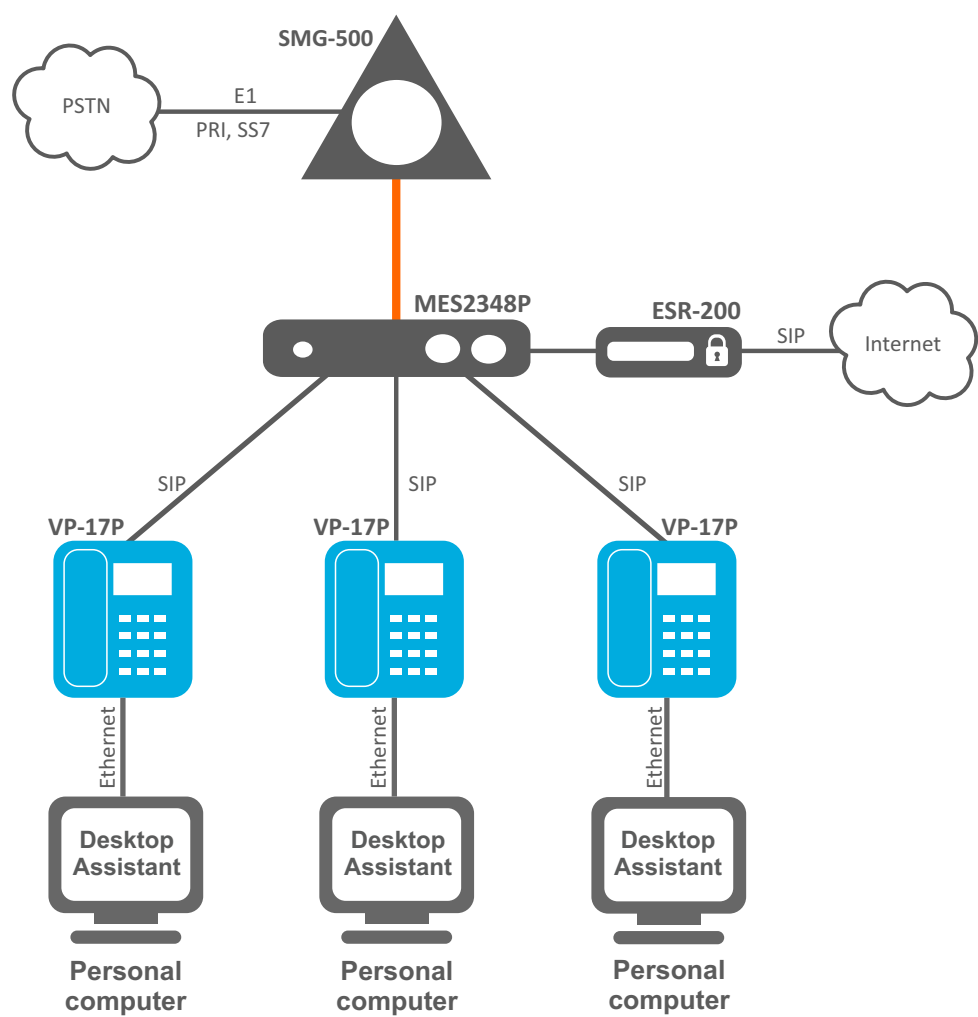 SMG-500
PSTN
E1
PRI, SS7
MES2348P
ESR-200
SIP
Internet
SIP
SIP
SIP
VP-17P
VP-17P
VP-17P
Ethernet
Ethernet
Ethernet
Desktop
Assistant
Desktop
Assistant
Desktop
Assistant
Personal
computer
Personal
computer
Personal
computer